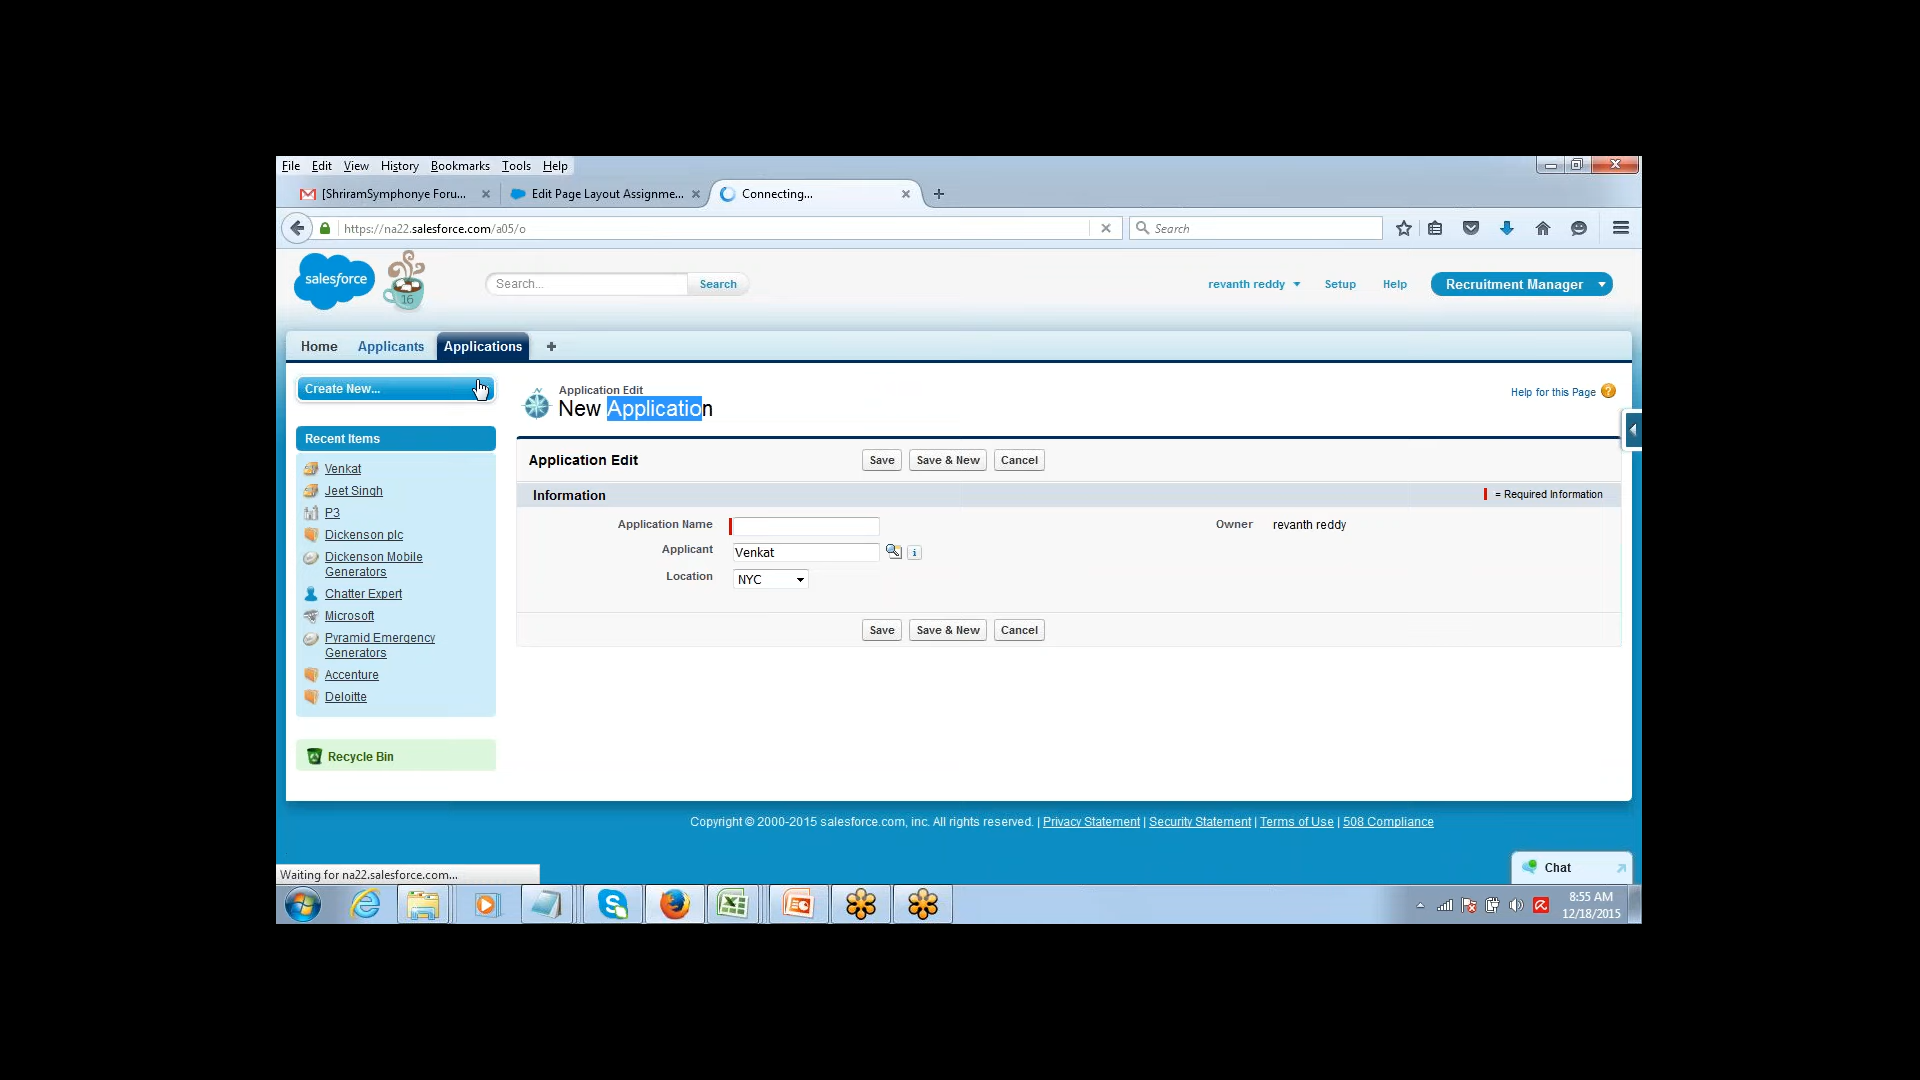 File Edit View History Bookmarks Tools Help
[ShriramSymphonye Foru...
Edit Page Layout Assignme...
Connecting...
https://na22.salesforce.com/a05/o
Search
salesforce
16
Search...
Search
revanth reddy
Setup
Help
Recruitment Manager
Home
Applicants
Applications
Create New...
Application Edit
New Application
Help for this Page
Recent Items
Venkat
Jeet Singh
P3
Dickenson plc
Dickenson Mobile
Generators
Chatter Expert
Microsoft
Pyramid Emergency
Generators
Accenture
Deloitte
Recycle Bin
Application Edit
Save
Save & New
Cancel
Information
= Required Information
Application Name
Owner
revanth reddy
Applicant
Venkat
Location
NYC
Save
Save & New
Cancel
Copyright © 2000-2015 salesforce.com, inc. All rights reserved. | Privacy Statement | Security Statement | Terms of Use | 508 Compliance
Chat
Waiting for na22.salesforce.com...
8:55 AM
12/18/2015